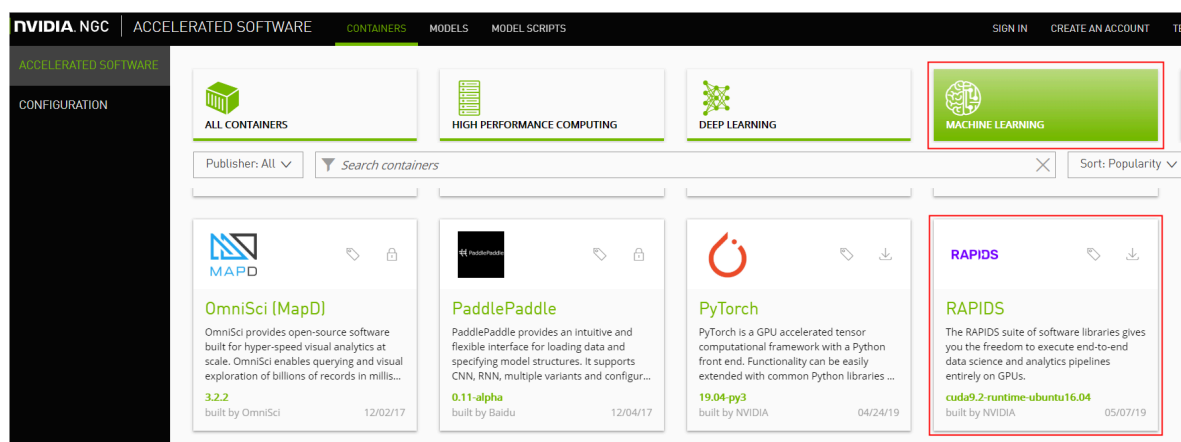 NVIDIA. NGC ACCELERATED SOFTWARE CONTAINERS MODELS MODEL SCRIPTS SIGN IN CREATE AN ACCOUNT
ACCELERATED SOFTWARE
CONFIGURATION
ALL CONTAINERS HIGH PERFORMANCE COMPUTING DEEP LEARNING MACHINE LEARNING
Publisher: All Search containers Sort: Popularity
MAPD PaddlePaddle RAPIDS
OmniSci (MapD)
OmniSci provides open-source software
built for hyper-speed visual analytics at
scale. OmniSci enables querying and visual
exploration of billions of records in millis...
3.2.2
built by OmniSci 12/02/17
PaddlePaddle
PaddlePaddle provides an intuitive and
flexible interface for loading data and
specifying model structures. It supports
CNN, RNN, multiple variants and configur...
0.11-alpha
built by Baidu 12/04/17
PyTorch
PyTorch is a GPU accelerated tensor
computational framework with a Python
front end. Functionality can be easily
extended with common Python libraries ...
19.04-py3
built by NVIDIA 04/24/19
RAPIDS
The RAPIDS suite of software libraries gives
you the freedom to execute end-to-end
data science and analytics pipelines
entirely on GPUs.
cuda9.2-runtime-ubuntu16.04
built by NVIDIA 05/07/19